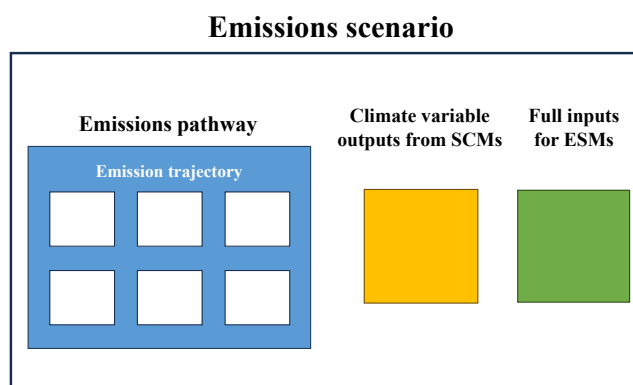 Emissions scenario
Emissions pathway
Emission trajectory
Climate variable
outputs from SCMs
Full inputs
for ESMs